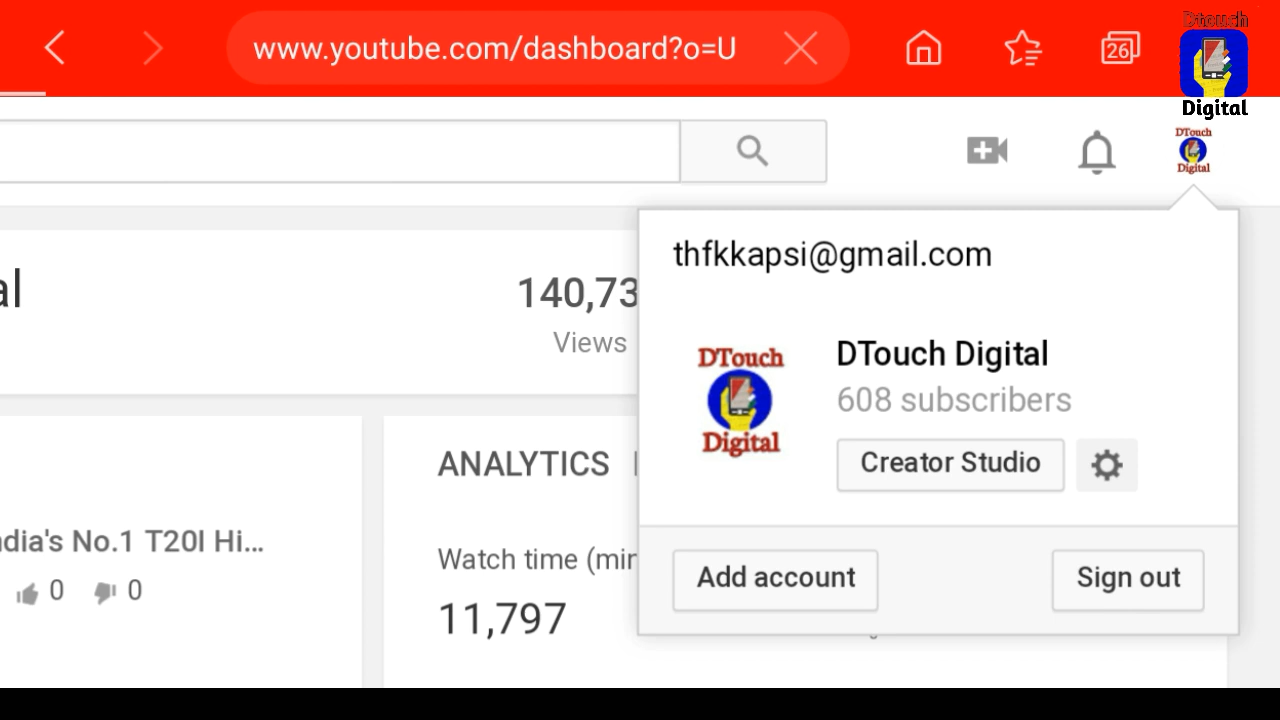 www.youtube.com/dashboard?o=U
26
Dtouch
Digital
DTouch
Digital
thfkkapsi@gmail.com
al
140,73
Views
DTouch
Digital
DTouch Digital
608 subscribers
Creator Studio
ANALYTICS
ndia's No.1 T20I Hi...
0
0
Watch time (min
11,797
Add account
Sign out